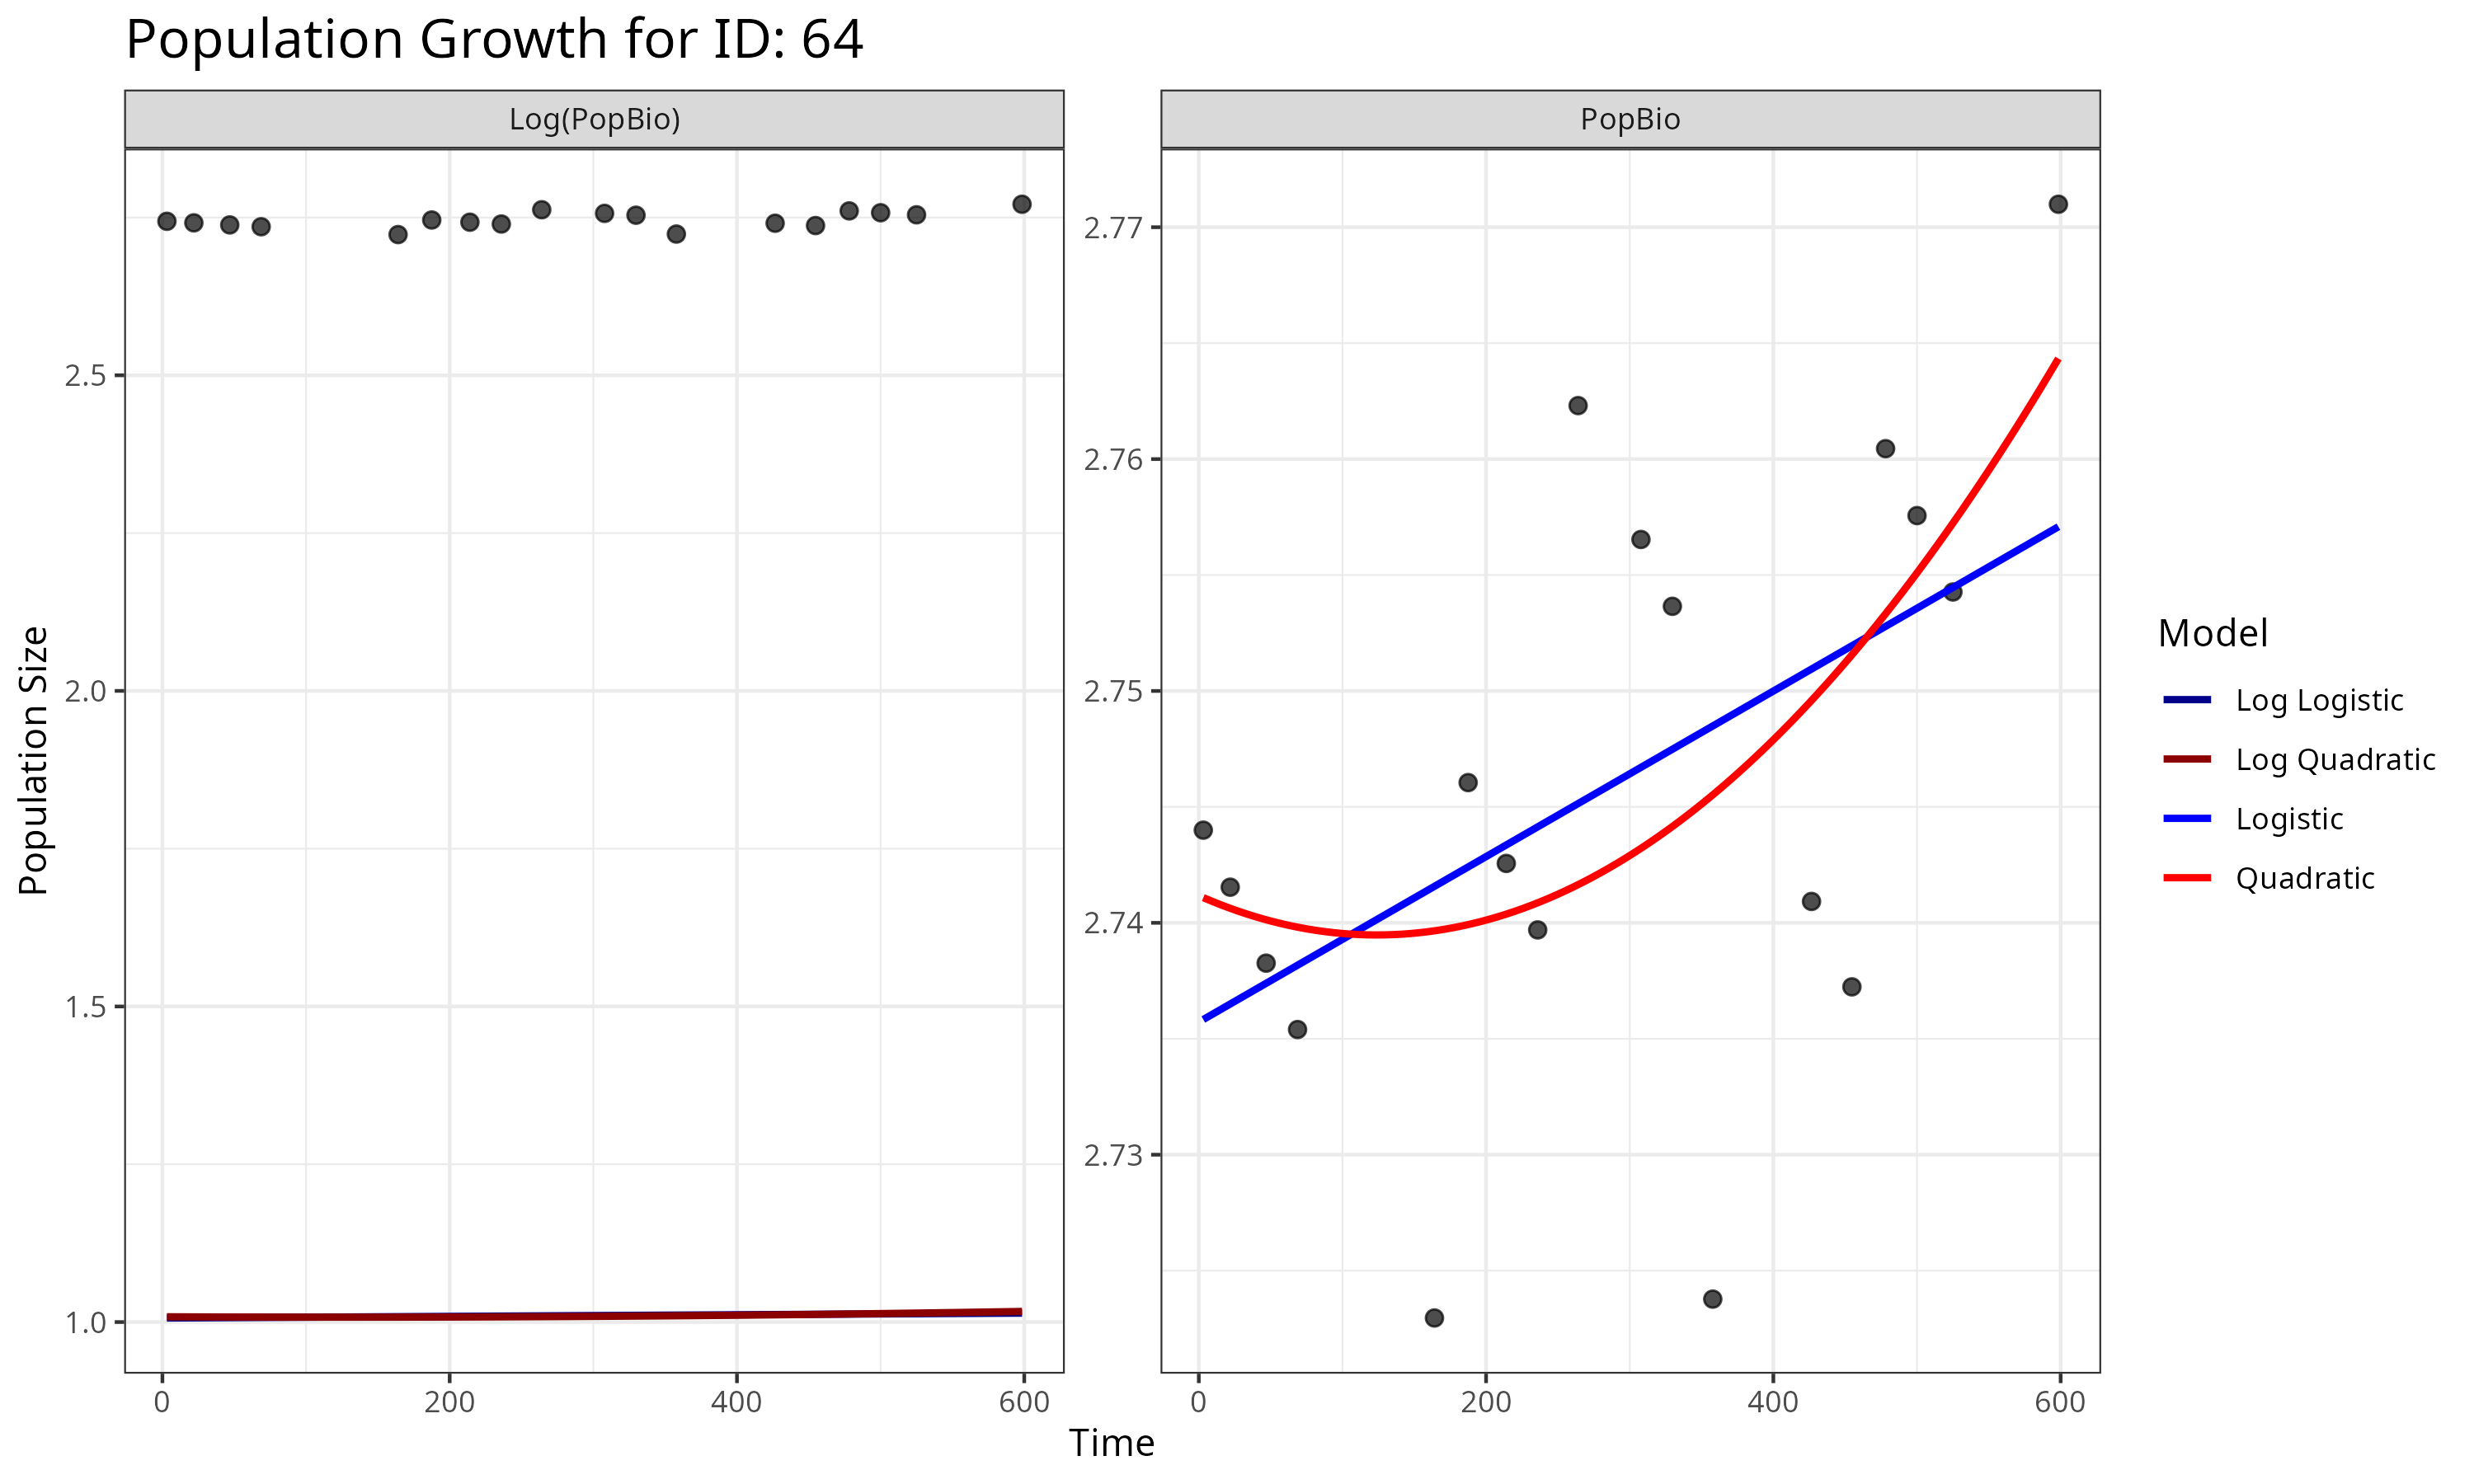 Population Growth for ID: 64
Log(PopBio)
PopBio
Population Size
2.5
2.0
1.5
1.0
2.77
2.76
2.75
2.74
2.73
0 200 400 600
0 200 400 600
Time
Model
Log Logistic
Log Quadratic
Logistic
Quadratic